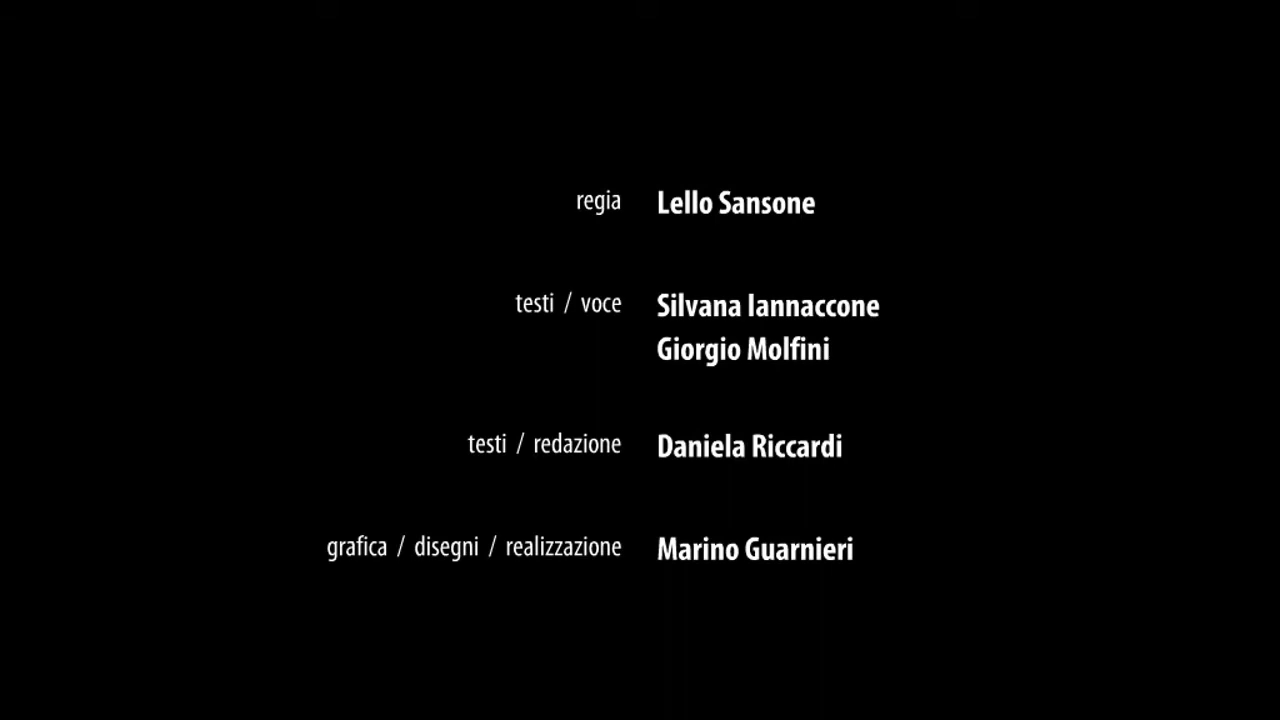 regia Lello Sansone
testi / voce Silvana Iannaccone
Giorgio Molfini
testi / redazione Daniela Riccardi
grafica / disegni / realizzazione Marino Guarnieri